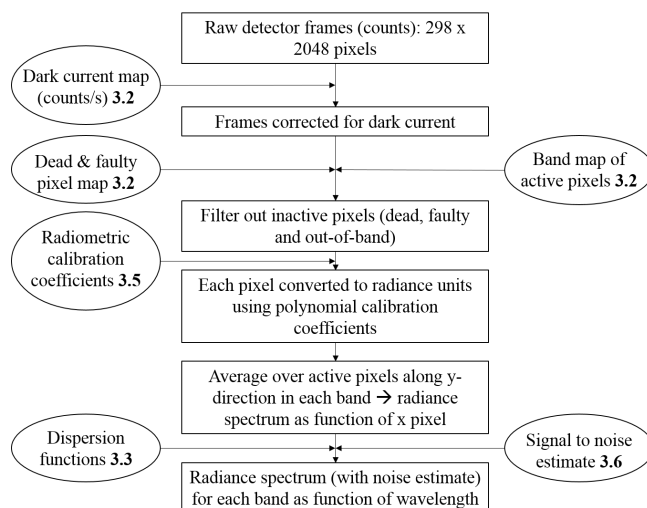 Raw detector frames (counts): 298 x
2048 pixels
Dark current map
(counts/s) 3.2
Frames corrected for dark current
Dead & faulty
pixel map 3.2
Band map of
active pixels 3.2
Filter out inactive pixels (dead, faulty
and out-of-band)
Radiometric
calibration
coefficients 3.5
Each pixel converted to radiance units
using polynomial calibration
coefficients
Average over active pixels along y-
direction in each band → radiance
spectrum as function of x pixel
Dispersion
functions 3.3
Signal to noise
estimate 3.6
Radiance spectrum (with noise estimate)
for each band as function of wavelength